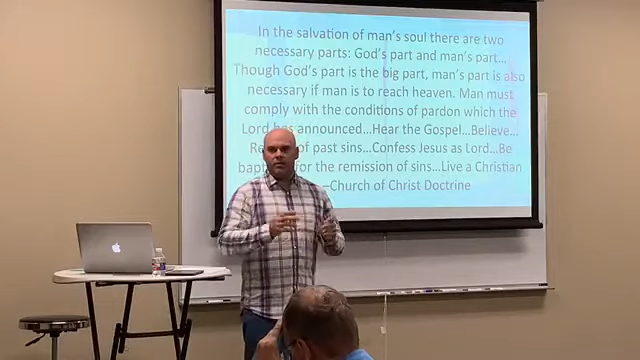 In the salvation of man's soul there are two
necessary parts: God's part and man's part...
Though God's part is the big part, man's part is also
necessary if man is to reach heaven. Man must
comply with the conditions of pardon which the
Lord has announced...Hear the Gospel...Believe...
of past sins...Confess Jesus as Lord...Be
for the remission of sins...Live a Christian
–Church of Christ Doctrine